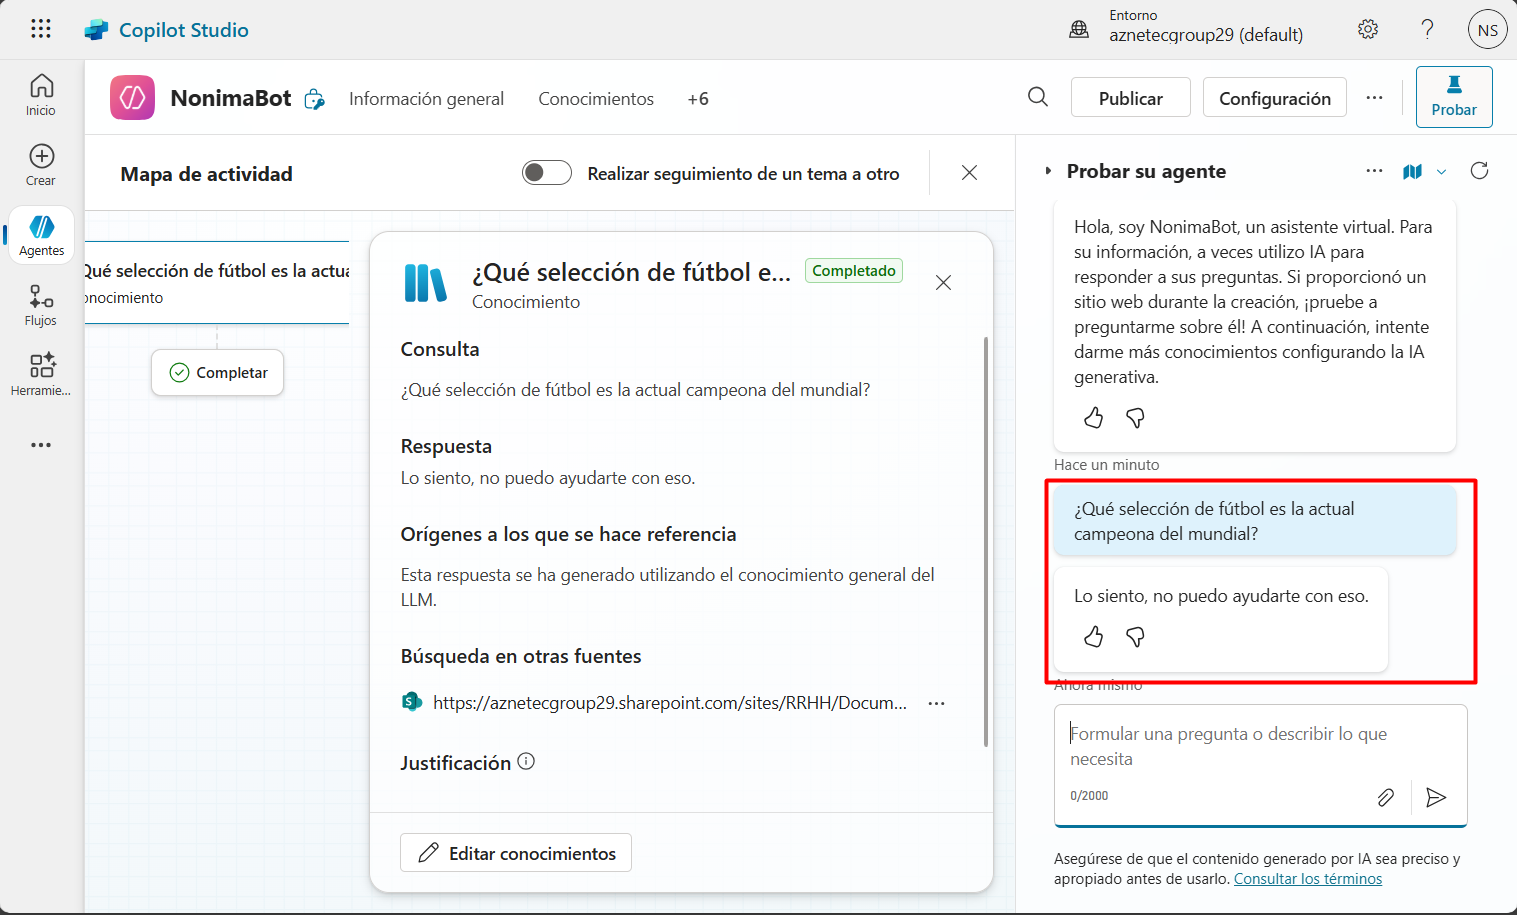 Copilot Studio
Entorno
aznetecgroup29 (default)
NS
Inicio
Crear
Agentes
Flujos
Herramie...
NonimaBot
Información general
Conocimientos
+6
Publicar
Configuración
Probar
Mapa de actividad
Realizar seguimiento de un tema a otro
Qué selección de fútbol es la actua
onocimiento
Completar
¿Qué selección de fútbol e...
Completado
Conocimiento
Consulta
¿Qué selección de fútbol es la actual campeona del mundial?
Respuesta
Lo siento, no puedo ayudarte con eso.
Orígenes a los que se hace referencia
Esta respuesta se ha generado utilizando el conocimiento general del
LLM.
Búsqueda en otras fuentes
https://aznetecgroup29.sharepoint.com/sites/RRHH/Docum...
Justificación
Editar conocimientos
Probar su agente
Hola, soy NonimaBot, un asistente virtual. Para
su información, a veces utilizo IA para
responder a sus preguntas. Si proporcionó un
sitio web durante la creación, ¡pruebe a
preguntarme sobre él! A continuación, intente
darme más conocimientos configurando la IA
generativa.
Hace un minuto
¿Qué selección de fútbol es la actual
campeona del mundial?
Lo siento, no puedo ayudarte con eso.
Ahora mismo
Formular una pregunta o describir lo que
necesita
0/2000
Asegúrese de que el contenido generado por IA sea preciso y
apropiado antes de usarlo. Consultar los términos